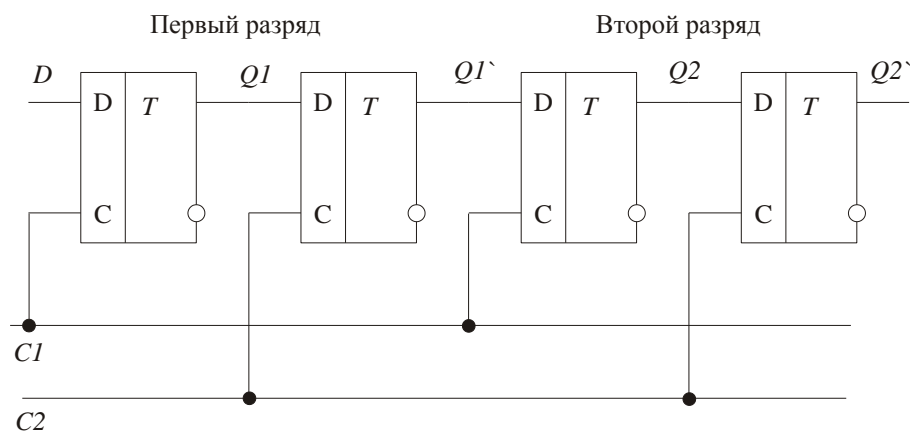 Первый разряд Второй разряд
D Q1 Q1` Q2 Q2`
D T D T D T D T
C C C C
C1
C2